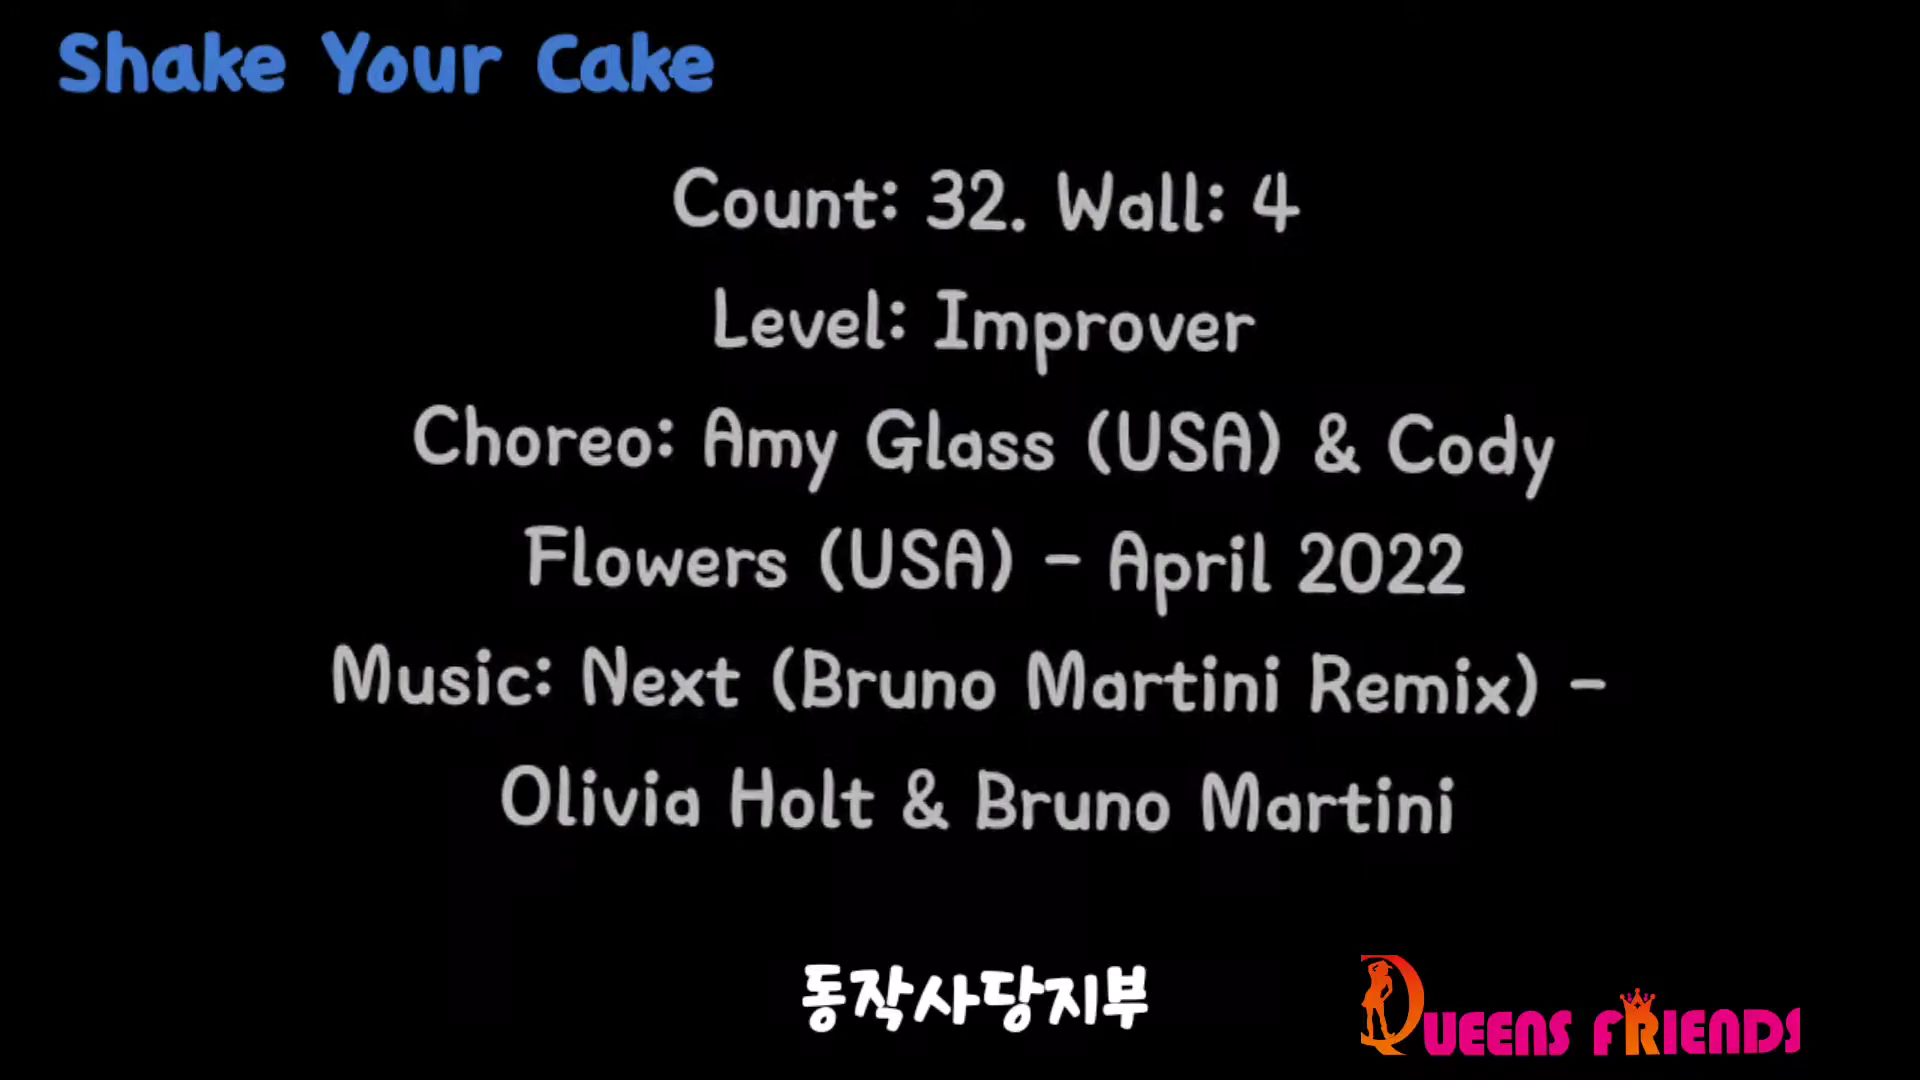 Shake Your Cake
Count: 32. Wall: 4
Level: Improver
Choreo: Amy Glass (USA) & Cody
Flowers (USA) - April 2022
Music: Next (Bruno Martini Remix) -
Olivia Holt & Bruno Martini
동작사당지부
QUEENS FRIENDS